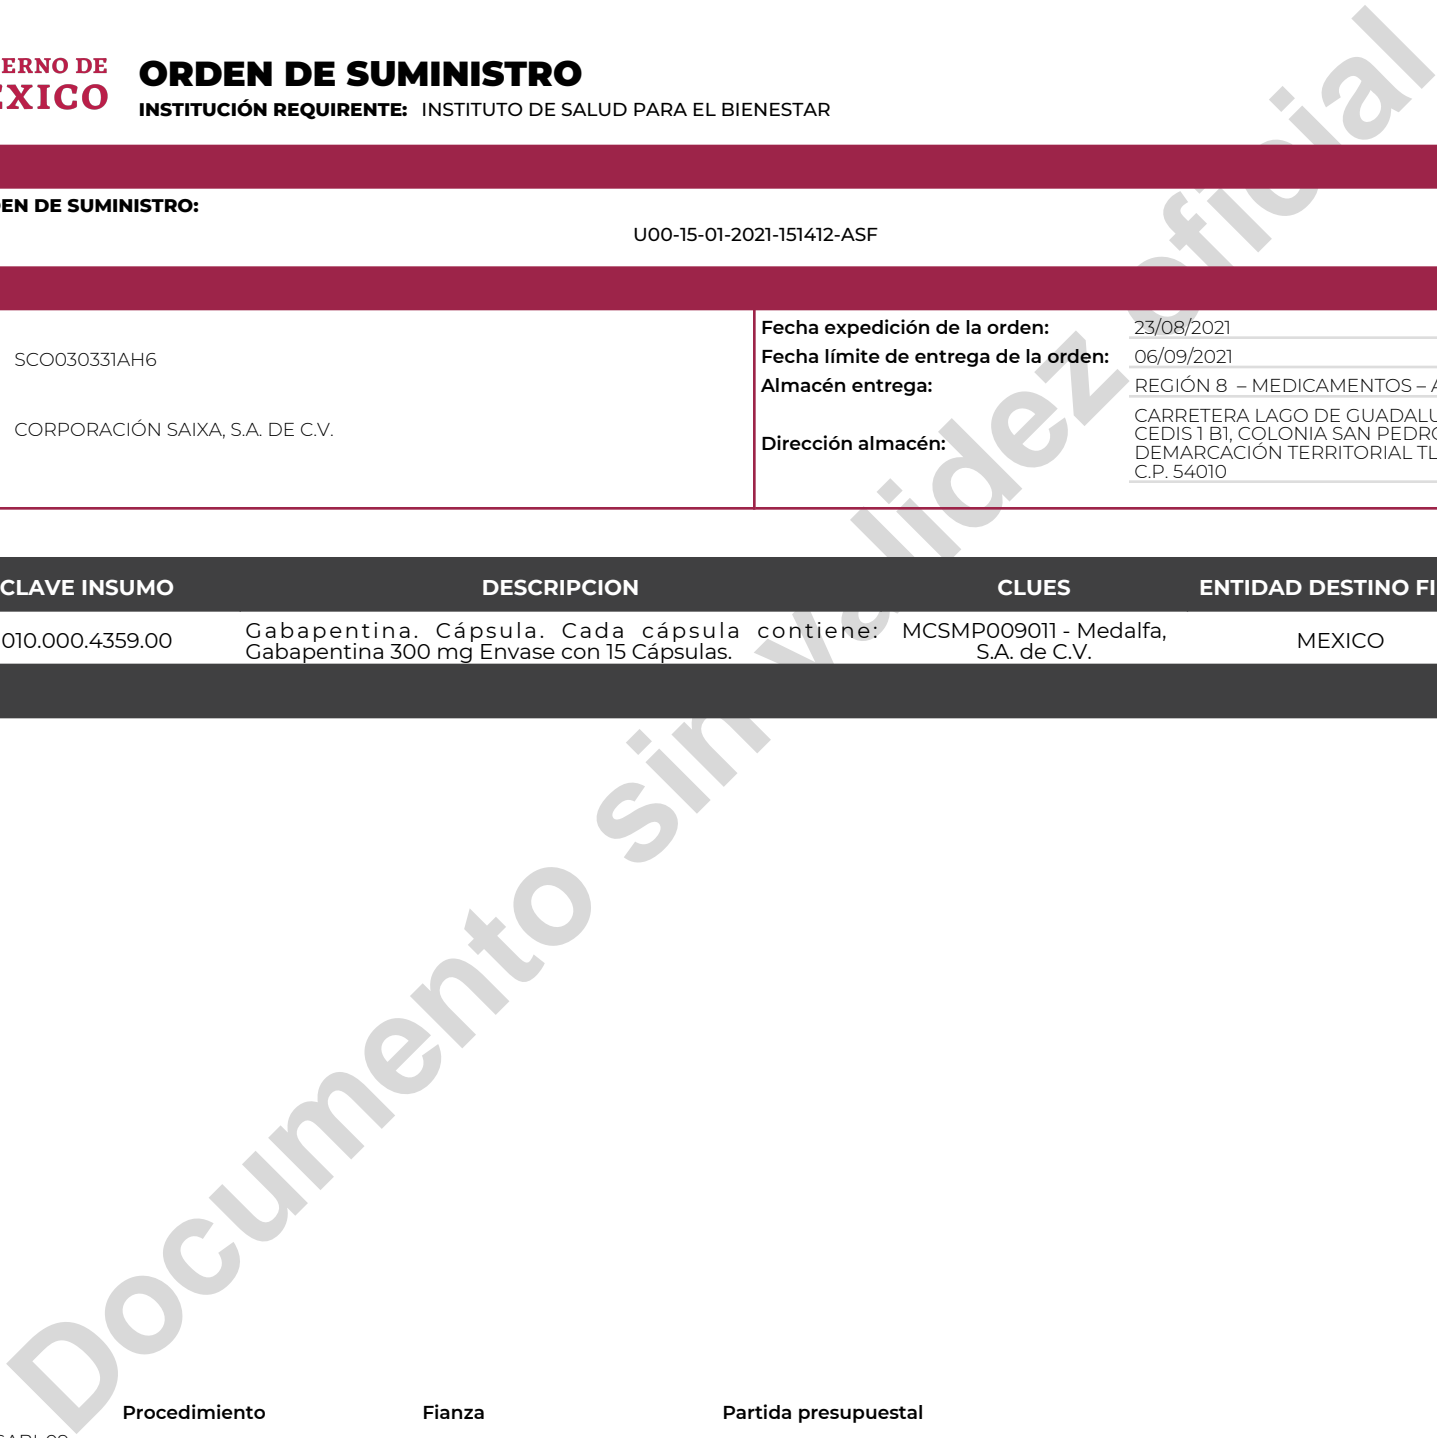 ERNO DE
EXICO
ORDEN DE SUMINISTRO
INSTITUCIÓN REQUIRENTE: INSTITUTO DE SALUD PARA EL BIENESTAR
EN DE SUMINISTRO:
U00-15-01-2021-151412-ASF
SCO030331AH6
CORPORACIÓN SAIXA, S.A. DE C.V.
Fecha expedición de la orden: 23/08/2021
Fecha límite de entrega de la orden: 06/09/2021
Almacén entrega: REGIÓN 8 – MEDICAMENTOS – A
Dirección almacén:
CARRETERA LAGO DE GUADALU
CEDIS 1 B1, COLONIA SAN PEDRO
DEMARCACIÓN TERRITORIAL TL
C.P. 54010
CLAVE INSUMO DESCRIPCION CLUES ENTIDAD DESTINO FI
010.000.4359.00
Gabapentina. Cápsula. Cada cápsula contiene:
Gabapentina 300 mg Envase con 15 Cápsulas.
MCSMP009011 - Medalfa,
S.A. de C.V.
MEXICO
Documento sin validez oficial
Procedimiento Fianza Partida presupuestal